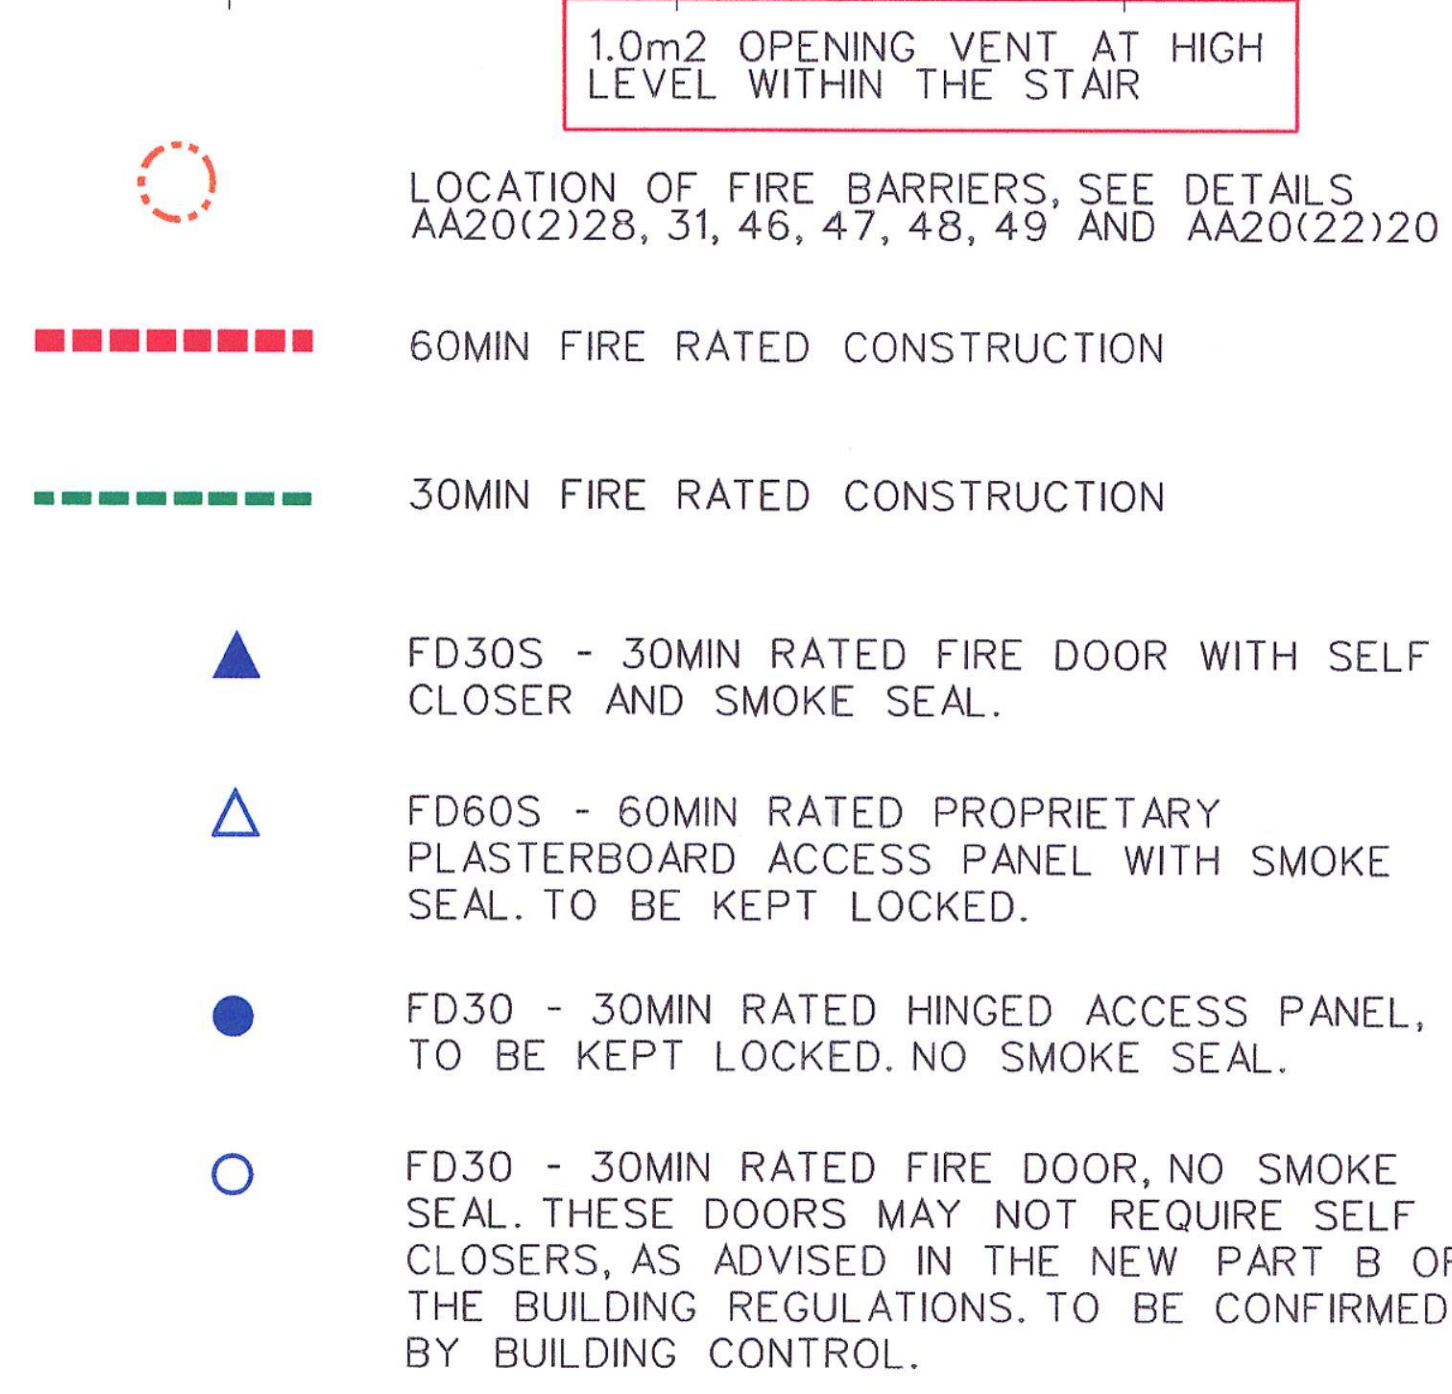 1.0m2 OPENING VENT AT HIGH
LEVEL WITHIN THE STAIR
LOCATION OF FIRE BARRIERS, SEE DETAILS
AA20(2)28, 31, 46, 47, 48, 49 AND AA20(22)20
60MIN FIRE RATED CONSTRUCTION
30MIN FIRE RATED CONSTRUCTION
FD30S - 30MIN RATED FIRE DOOR WITH SELF
CLOSER AND SMOKE SEAL.
FD60S - 60MIN RATED PROPRIETARY
PLASTERBOARD ACCESS PANEL WITH SMOKE
SEAL. TO BE KEPT LOCKED.
FD30 - 30MIN RATED HINGED ACCESS PANEL,
TO BE KEPT LOCKED. NO SMOKE SEAL.
FD30 - 30MIN RATED FIRE DOOR, NO SMOKE
SEAL. THESE DOORS MAY NOT REQUIRE SELF
CLOSERS, AS ADVISED IN THE NEW PART B OF
THE BUILDING REGULATIONS. TO BE CONFIRMED
BY BUILDING CONTROL.